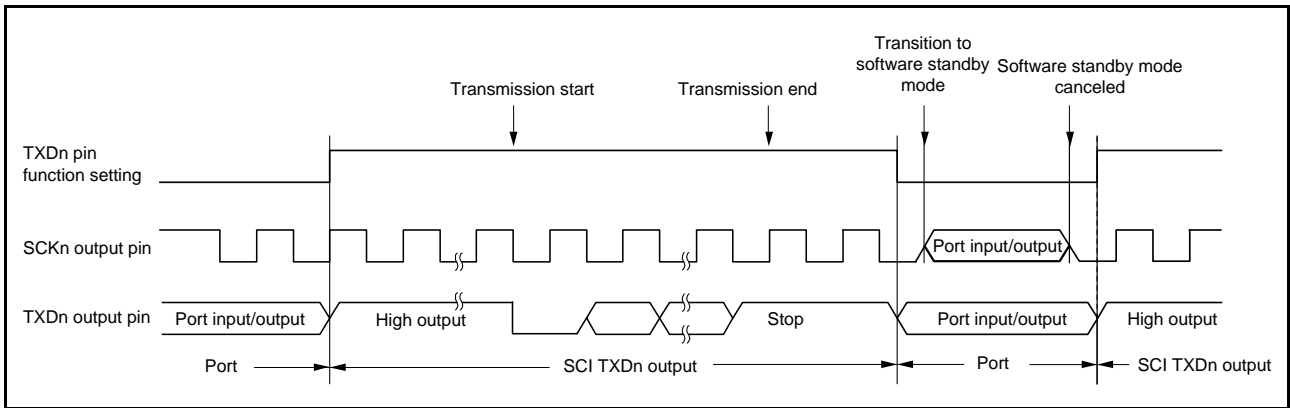 Transition to
software standby
mode
Software standby mode
canceled
Transmission start
Transmission end
TXDn pin
function setting
SCKn output pin
Port input/output
TXDn output pin
Port input/output
High output
Stop
Port input/output
High output
Port
SCI TXDn output
Port
SCI TXDn output